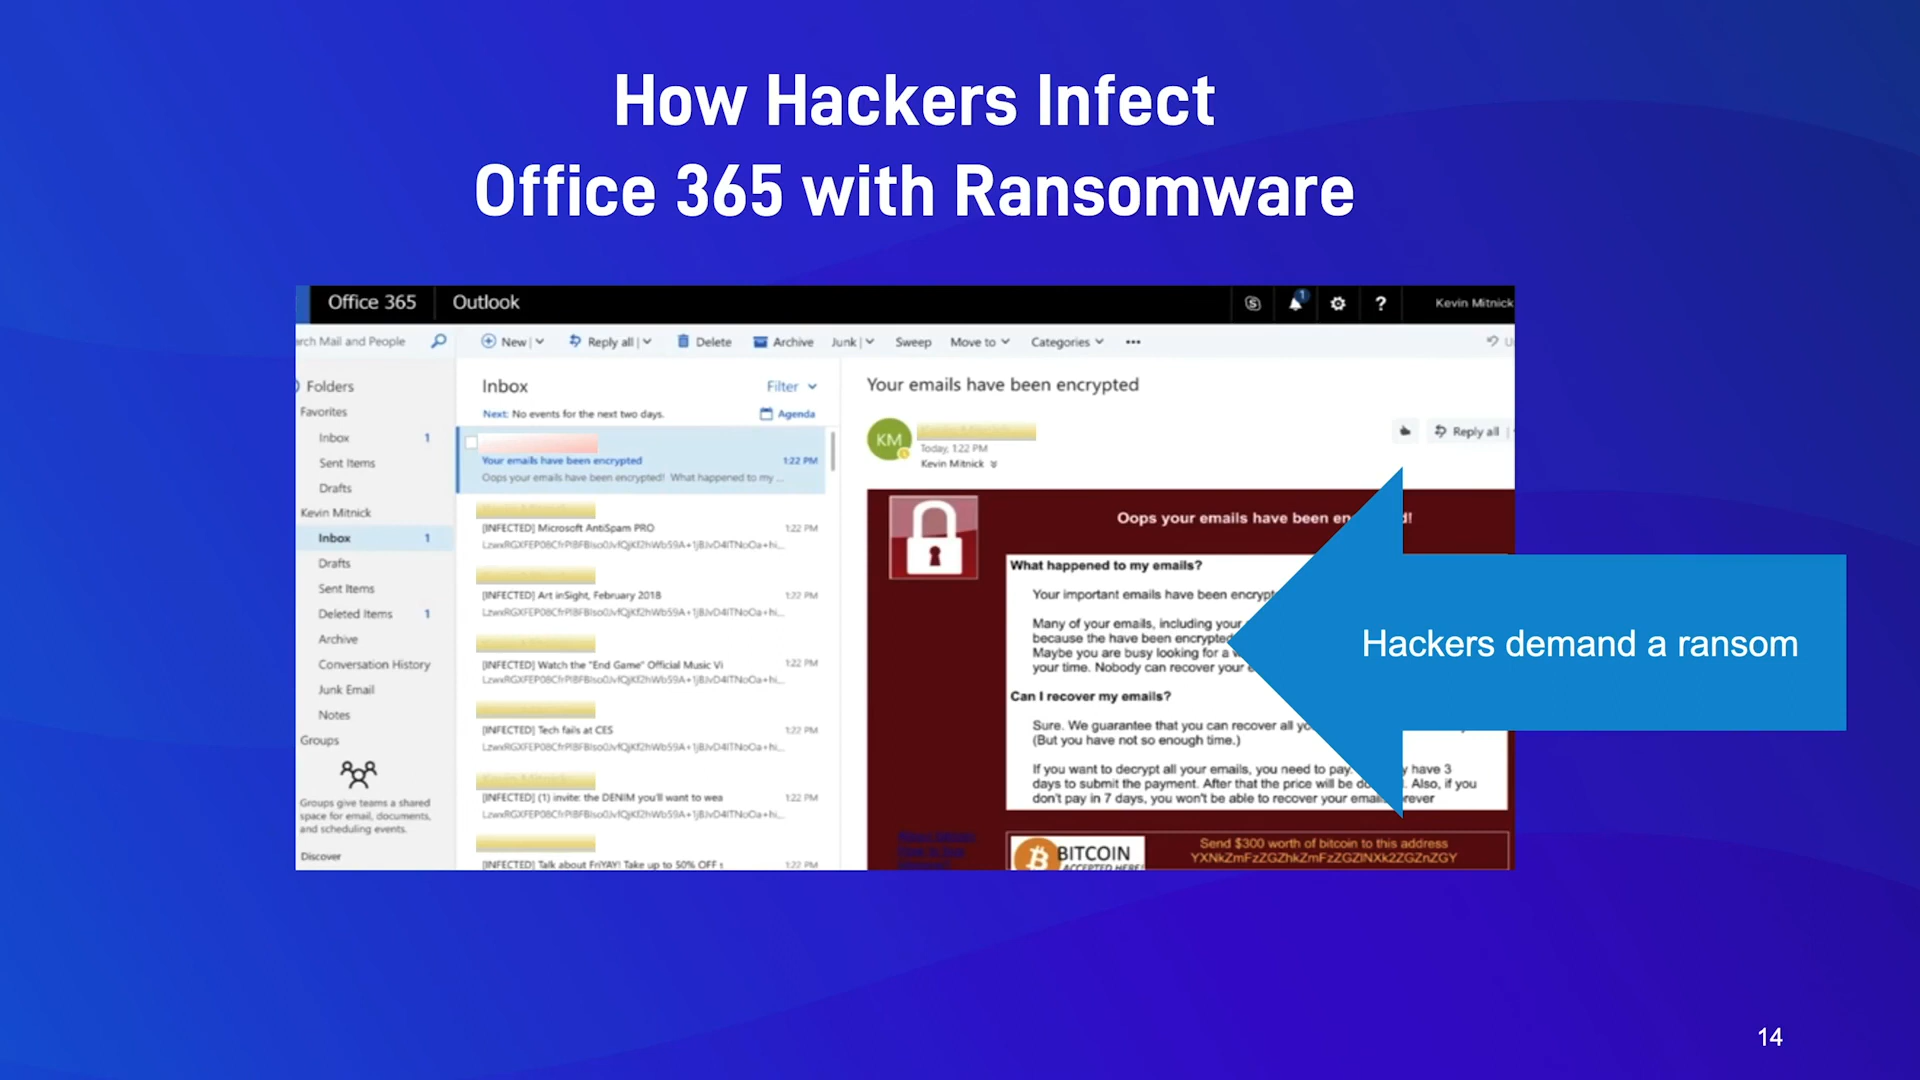 How Hackers Infect
Office 365 with Ransomware
Office 365
Outlook
1
Kevin Mitnick
rch Mail and People
New
Reply all
Delete
Archive
Junk
Sweep
Move to
Categories
Folders
Favorites
Inbox 1
Sent Items
Drafts
Kevin Mitnick
Inbox 1
Drafts
Sent Items
Deleted Items 1
Archive
Conversation History
Junk Email
Notes
Groups
Groups give teams a shared
space for email, documents,
and scheduling events.
Discover
Inbox
Filter
Next: No events for the next two days.
Agenda
Your emails have been encrypted 1:22 PM
Oops your emails have been encrypted! What happened to my ...
[INFECTED] Microsoft AntiSpam PRO 1:22 PM
[INFECTED] Art inSight, February 2018 1:22 PM
[INFECTED] Watch the "End Game" Official Music Vi 1:22 PM
[INFECTED] Tech fails at CES 1:22 PM
[INFECTED] (1) invite: the DENIM you'll want to wea 1:22 PM
[INFECTED] Talk about FriYAY! Take up to 50% OFF 1:22 PM
Your emails have been encrypted
KM
Today, 1:22 PM
Kevin Mitnick
Reply all
Oops your emails have been en
What happened to my emails?
Your important emails have been encrypt
Many of your emails, including your
because the have been encrypted
Maybe you are busy looking for a
your time. Nobody can recover your
Can I recover my emails?
Sure. We guarantee that you can recover all yo
(But you have not so enough time.)
If you want to decrypt all your emails, you need to pay. y have 3
days to submit the payment. After that the price will be do Also, if you
don't pay in 7 days, you won't be able to recover your email rever
BITCOIN
ACCEPTED HERE!
Send $300 worth of bitcoin to this address
YXNkZmFzZGZhkZmFzZGZlNXk2ZGZnZGY
Hackers demand a ransom
14